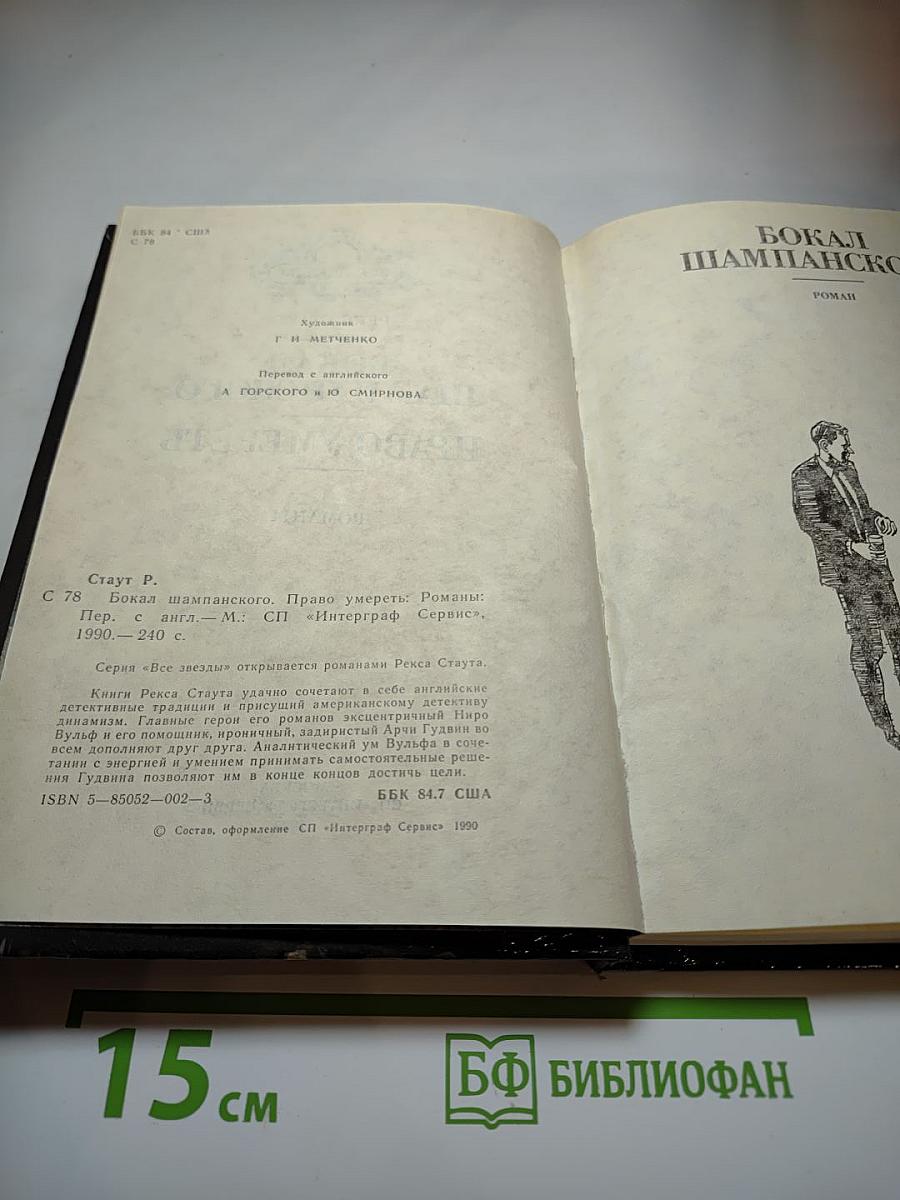 ББК 84 * США
С 78
Художник
Г И МЕТЧЕНКО
Перевод с английского
А ГОРСКОГО и Ю СМИРНОВА
Стаут Р.
С 78 Бокал шампанского. Право умереть: Романы:
Пер. с англ.— М.: СП «Интерграф Сервис»,
1990.— 240 с.
Серия «Все звезды» открывается романами Рекса Стаута.
Книги Рекса Стаута удачно сочетают в себе английские
детективные традиции и присущий американскому детективу
динамизм. Главные герои его романов эксцентричный Ниро
Вульф и его помощник, ироничный, задиристый Арчи Гудвин во
всем дополняют друг друга. Аналитический ум Вульфа в соче-
тании с энергией и умением принимать самостоятельные реше-
ния Гудвина позволяют им в конце концов достичь цели.
ISBN 5—85052—002—3 ББК 84.7 США
© Состав, оформление СП «Интерграф Сервис» 1990
БОКАЛ
ШАМПАНСКО
РОМАН
15 см
БФ БИБЛИОФАН